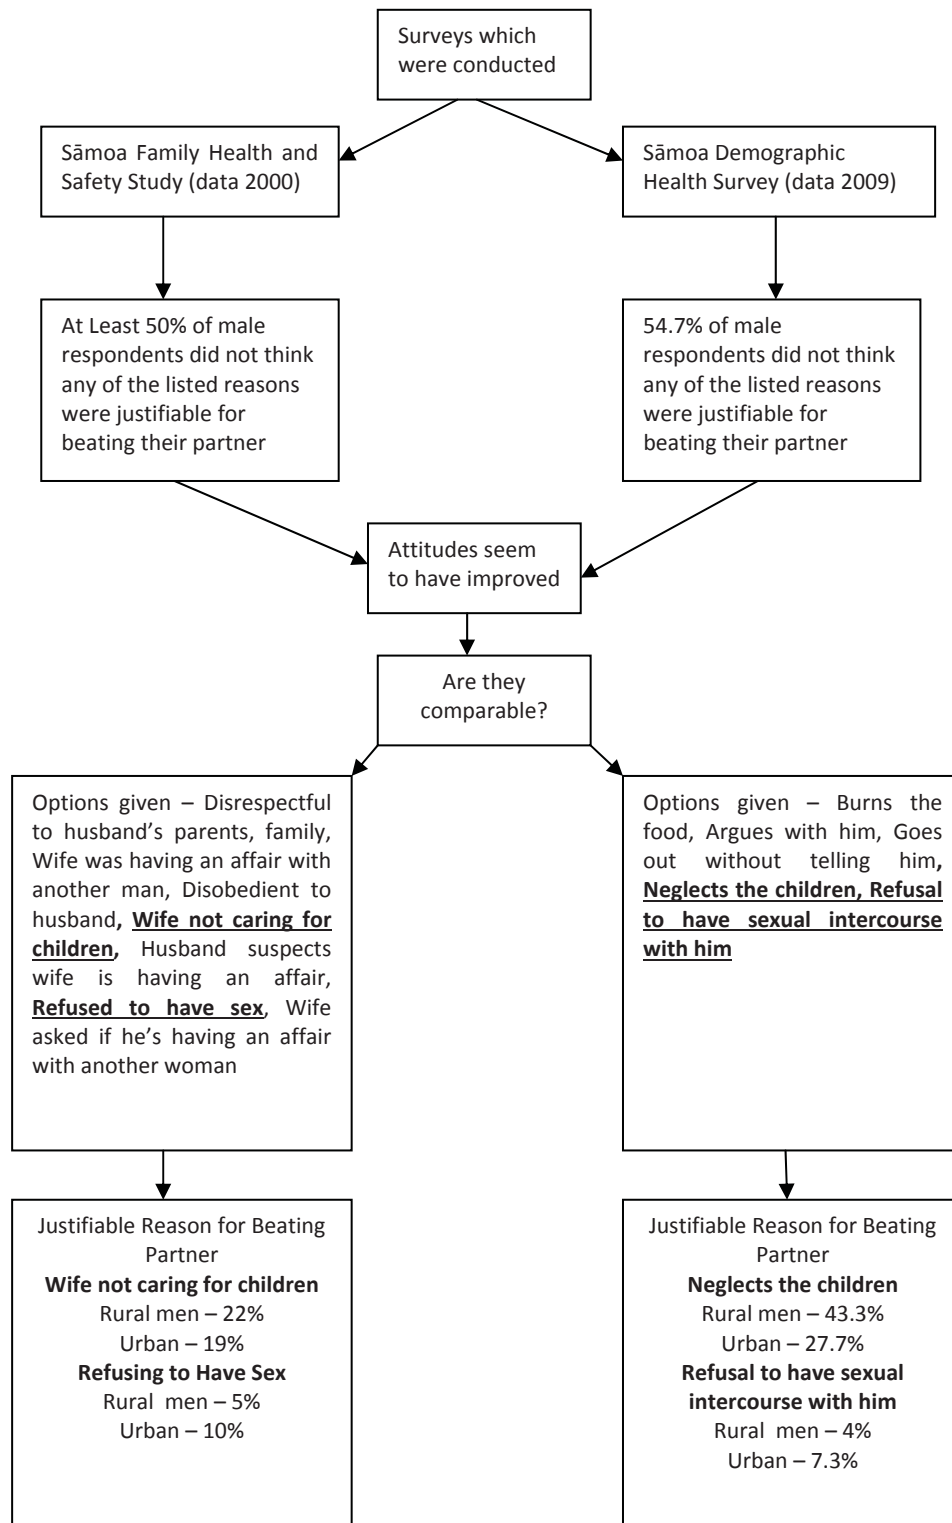 Surveys which
were conducted
Sāmoa Family Health and
Safety Study (data 2000)
Sāmoa Demographic
Health Survey (data 2009)
At Least 50% of male
respondents did not think
any of the listed reasons
were justifiable for
beating their partner
54.7% of male
respondents did not think
any of the listed reasons
were justifiable for
beating their partner
Attitudes seem
to have improved
Are they
comparable?
Options given – Disrespectful
to husband’s parents, family,
Wife was having an affair with
another man, Disobedient to
husband, Wife not caring for
children, Husband suspects
wife is having an affair,
Refused to have sex, Wife
asked if he’s having an affair
with another woman
Options given – Burns the
food, Argues with him, Goes
out without telling him,
Neglects the children, Refusal
to have sexual intercourse
with him
Justifiable Reason for Beating
Partner
Wife not caring for children
Rural men – 22%
Urban – 19%
Refusing to Have Sex
Rural men – 5%
Urban – 10%
Justifiable Reason for Beating
Partner
Neglects the children
Rural men – 43.3%
Urban – 27.7%
Refusal to have sexual
intercourse with him
Rural men – 4%
Urban – 7.3%